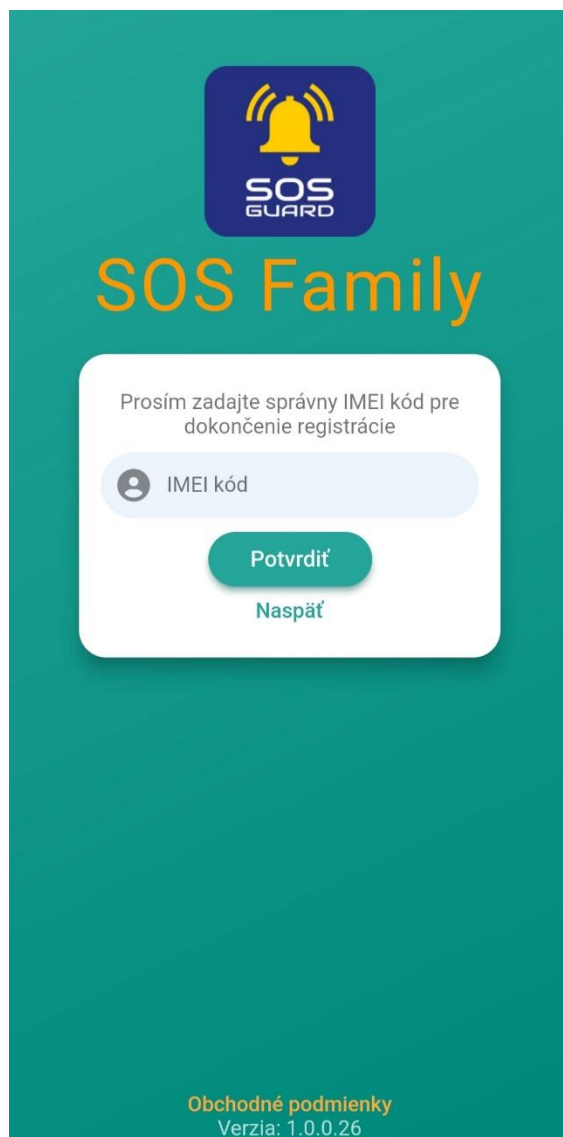 SOS
GUARD
SOS Family
Prosím zadajte správny IMEI kód pre
dokončenie registrácie
IMEI kód
Potvrdiť
Naspäť
Obchodné podmienky
Verzia: 1.0.0.26